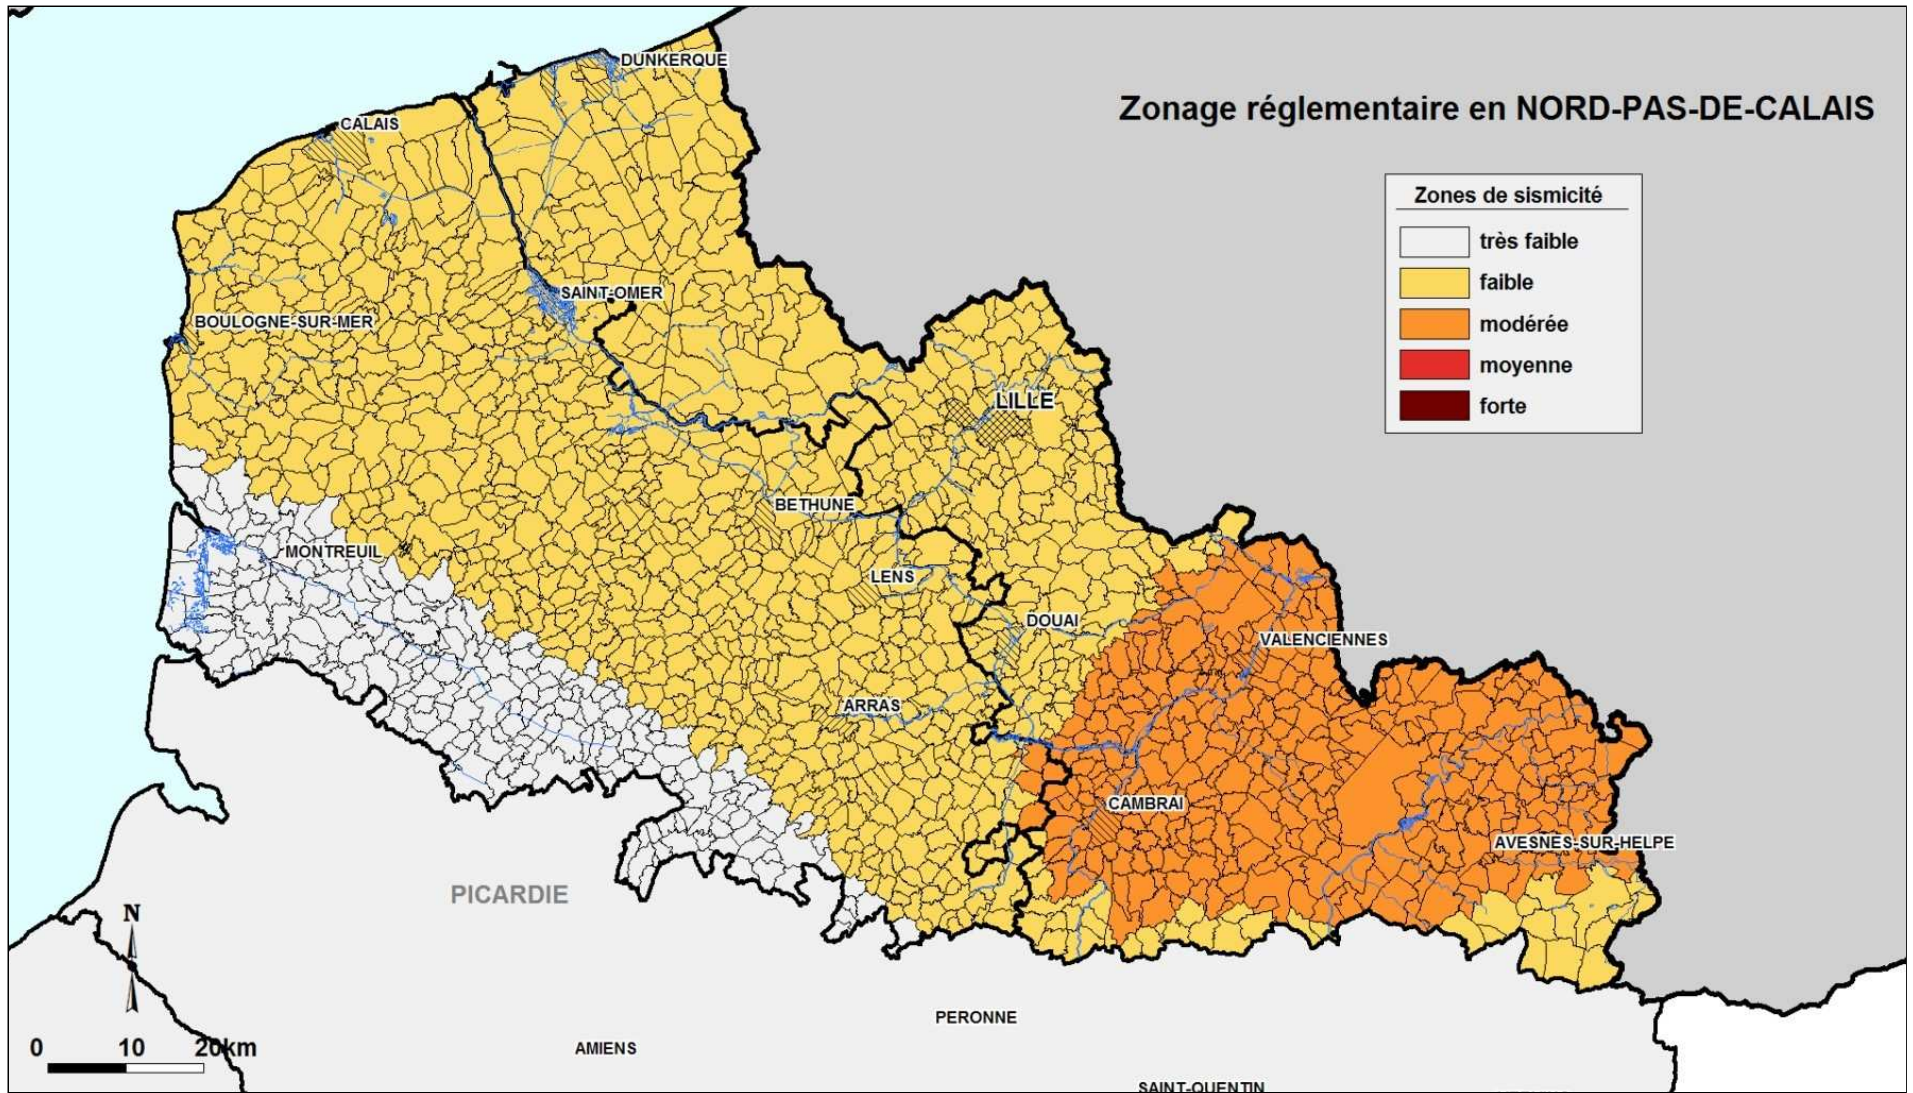 DUNKERQUE
Zonage réglementaire en NORD-PAS-DE-CALAIS
CALAIS
Zones de sismicité
très faible
faible
modérée
moyenne
forte
SAINT-OMER
BOULOGNE-SUR-MER
LILLE
BETHUNE
MONTREUIL
LENS
DOUAI
VALENCIENNES
ARRAS
CAMBRAI
AVESNES-SUR-HELPE
PICARDIE
N
PERONNE
0 10 20km
AMIENS
SAINT-QUENTIN